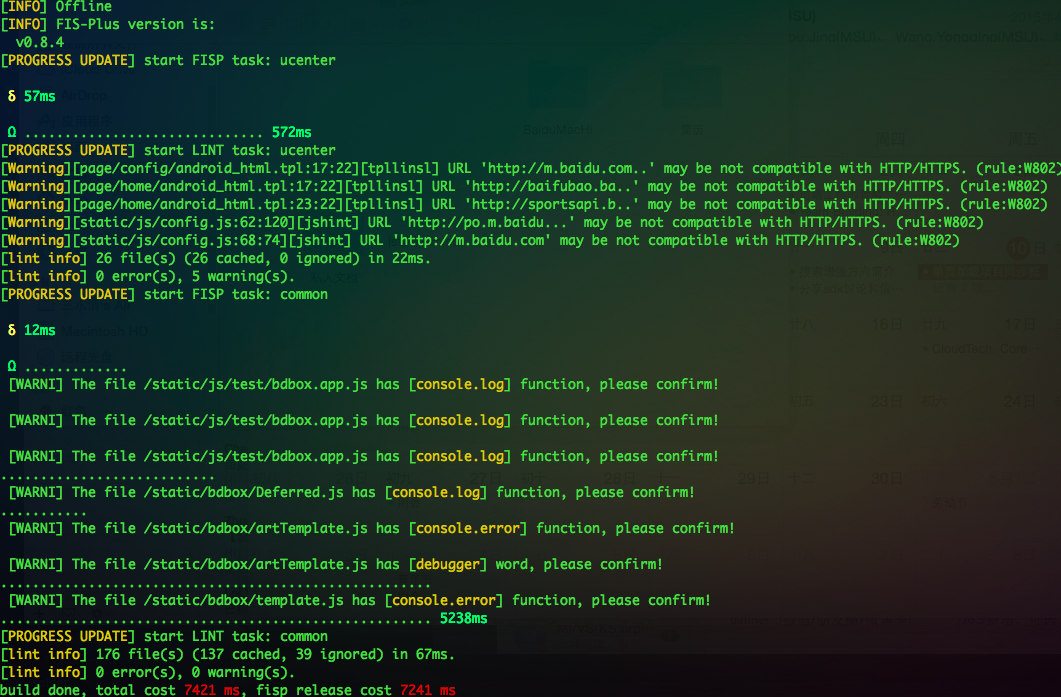 [INFO] Offline
[INFO] FIS-Plus version is:
v0.8.4
[PROGRESS UPDATE] start FISP task: ucenter
δ 57ms
Ω .............................. 572ms
[PROGRESS UPDATE] start LINT task: ucenter
[Warning][page/config/android_html.tpl:17:22][tpllinsl] URL 'http://m.baidu.com..' may be not compatible with HTTP/HTTPS. (rule:W802)
[Warning][page/home/android_html.tpl:17:22][tpllinsl] URL 'http://baifubao.ba..' may be not compatible with HTTP/HTTPS. (rule:W802)
[Warning][page/home/android_html.tpl:23:22][tpllinsl] URL 'http://sportsapi.b..' may be not compatible with HTTP/HTTPS. (rule:W802)
[Warning][static/js/config.js:62:120][jshint] URL 'http://po.m.baidu...' may be not compatible with HTTP/HTTPS. (rule:W802)
[Warning][static/js/config.js:68:74][jshint] URL 'http://m.baidu.com' may be not compatible with HTTP/HTTPS. (rule:W802)
[lint info] 26 file(s) (26 cached, 0 ignored) in 22ms.
[lint info] 0 error(s), 5 warning(s).
[PROGRESS UPDATE] start FISP task: common
δ 12ms
Ω .............
[WARNI] The file /static/js/test/bdbox.app.js has [console.log] function, please confirm!
[WARNI] The file /static/js/test/bdbox.app.js has [console.log] function, please confirm!
[WARNI] The file /static/js/test/bdbox.app.js has [console.log] function, please confirm!
...........................
[WARNI] The file /static/bdbox/Deferred.js has [console.log] function, please confirm!
...........
[WARNI] The file /static/bdbox/artTemplate.js has [console.error] function, please confirm!
[WARNI] The file /static/bdbox/artTemplate.js has [debugger] word, please confirm!
......................................................
[WARNI] The file /static/bdbox/template.js has [console.error] function, please confirm!
...................................................... 5238ms
[PROGRESS UPDATE] start LINT task: common
[lint info] 176 file(s) (137 cached, 39 ignored) in 67ms.
[lint info] 0 error(s), 0 warning(s).
build done, total cost 7421 ms, fisp release cost 7241 ms